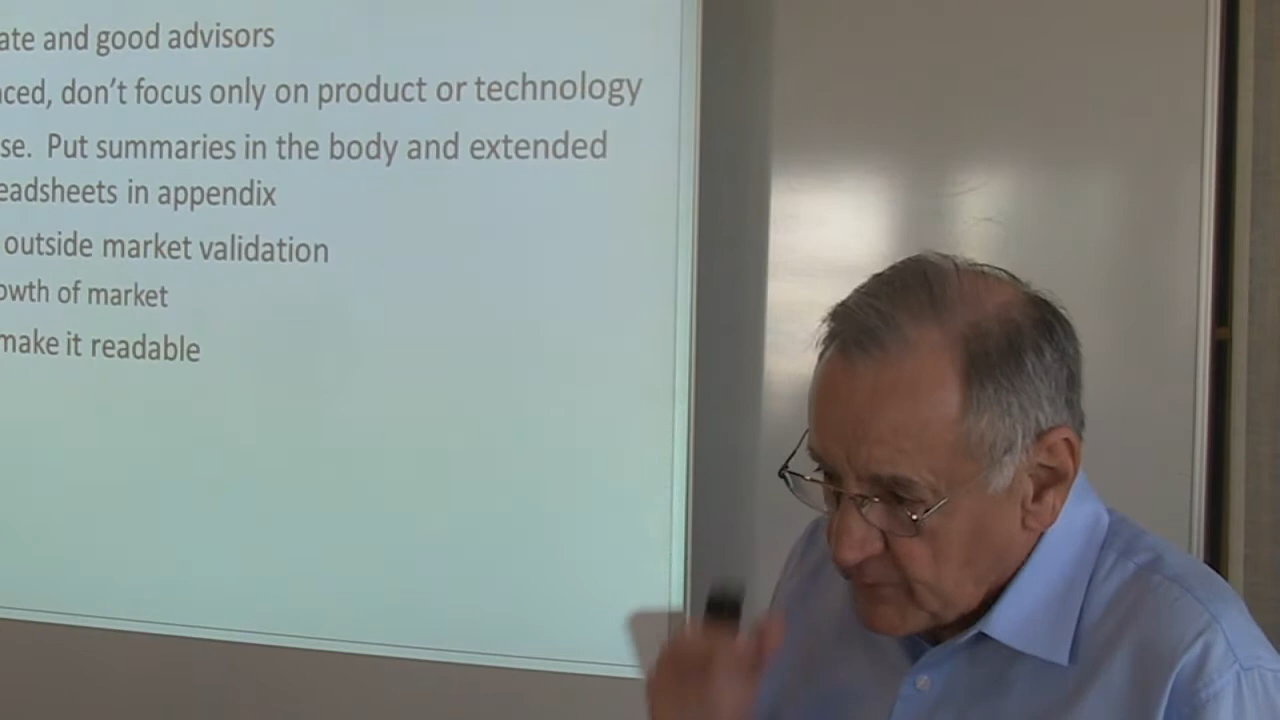 ate and good advisors
nced, don't focus only on product or technology
se. Put summaries in the body and extended
eadsheets in appendix
outside market validation
owth of market
make it readable